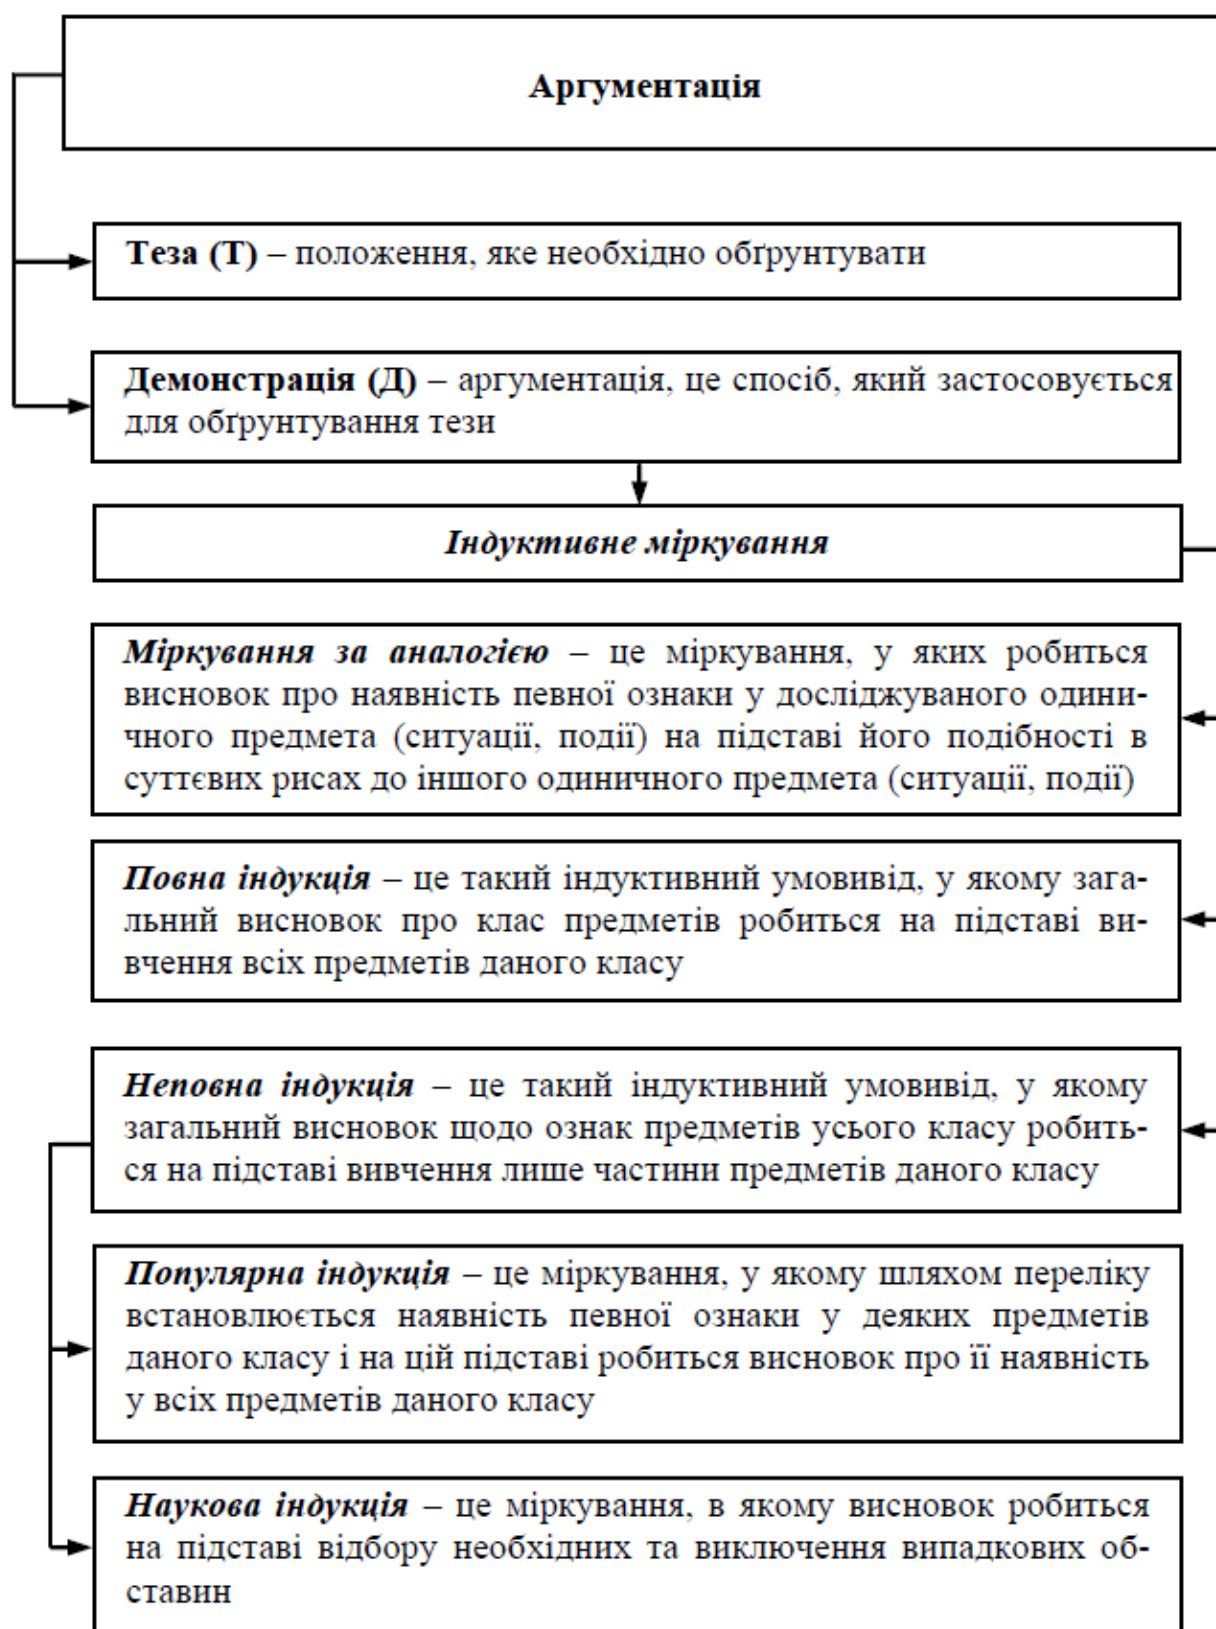 Аргументація
Теза (Т) – положення, яке необхідно обґрунтувати
Демонстрація (Д) – аргументація, це спосіб, який застосовується
для обґрунтування тези
Індуктивне міркування
Міркування за аналогією – це міркування, у яких робиться
висновок про наявність певної ознаки у досліджуваного одини-
чного предмета (ситуації, події) на підставі його подібності в
суттєвих рисах до іншого одиничного предмета (ситуації, події)
Повна індукція – це такий індуктивний умовивід, у якому зага-
льний висновок про клас предметів робиться на підставі ви-
вчення всіх предметів даного класу
Неповна індукція – це такий індуктивний умовивід, у якому
загальний висновок щодо ознак предметів усього класу робить-
ся на підставі вивчення лише частини предметів даного класу
Популярна індукція – це міркування, у якому шляхом переліку
встановлюється наявність певної ознаки у деяких предметів
даного класу і на цій підставі робиться висновок про її наявність
у всіх предметів даного класу
Наукова індукція – це міркування, в якому висновок робиться
на підставі відбору необхідних та виключення випадкових об-
ставин